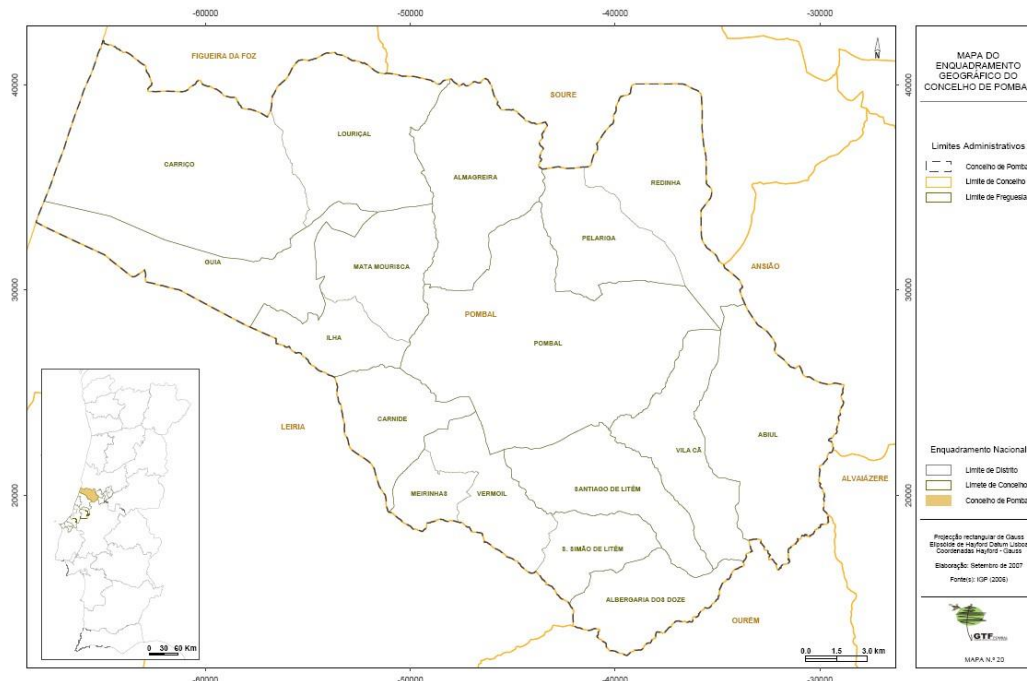 -60000 -50000 -40000 -30000
FIGUEIRA DA FOZ
N
40000 40000
SOURE
LOURIÇAL
CARRIÇO
ALMAGREIRA
REDINHA
PELARIGA
GUIA
MATA MOURISCA
ANSIÃO
30000 30000
POMBAL
ILHA
POMBAL
CARNIDE
LEIRIA
ABIUL
VILA CÃ
ALVAIÁZERE
MEIRINHAS
VERMOIL
SANTIAGO DE LITÉM
20000 20000
S. SIMÃO DE LITÉM
ALBERGARIA DOS DOZE
OURÉM
0 30 60 Km
0.0 1.5 3.0 km
-60000 -50000 -40000 -30000
MAPA DO
ENQUADRAMENTO
GEOGRÁFICO DO
CONCELHO DE POMBA
Limites Administrativos
Concelho de Pomba
Limite de Concelho
Limite de Freguesia
Enquadramento Nacional
Limite de Distrito
Limete de Concelho
Concelho de Pomba
Projecção rectangular de Gauss
Elipsóide de Hayford Datum Lisboa
Coordenadas Hayford - Gauss
Elaboração: Setembro de 2007
Fonte(s): IGP (2006)
GTF
MAPA N.º 20